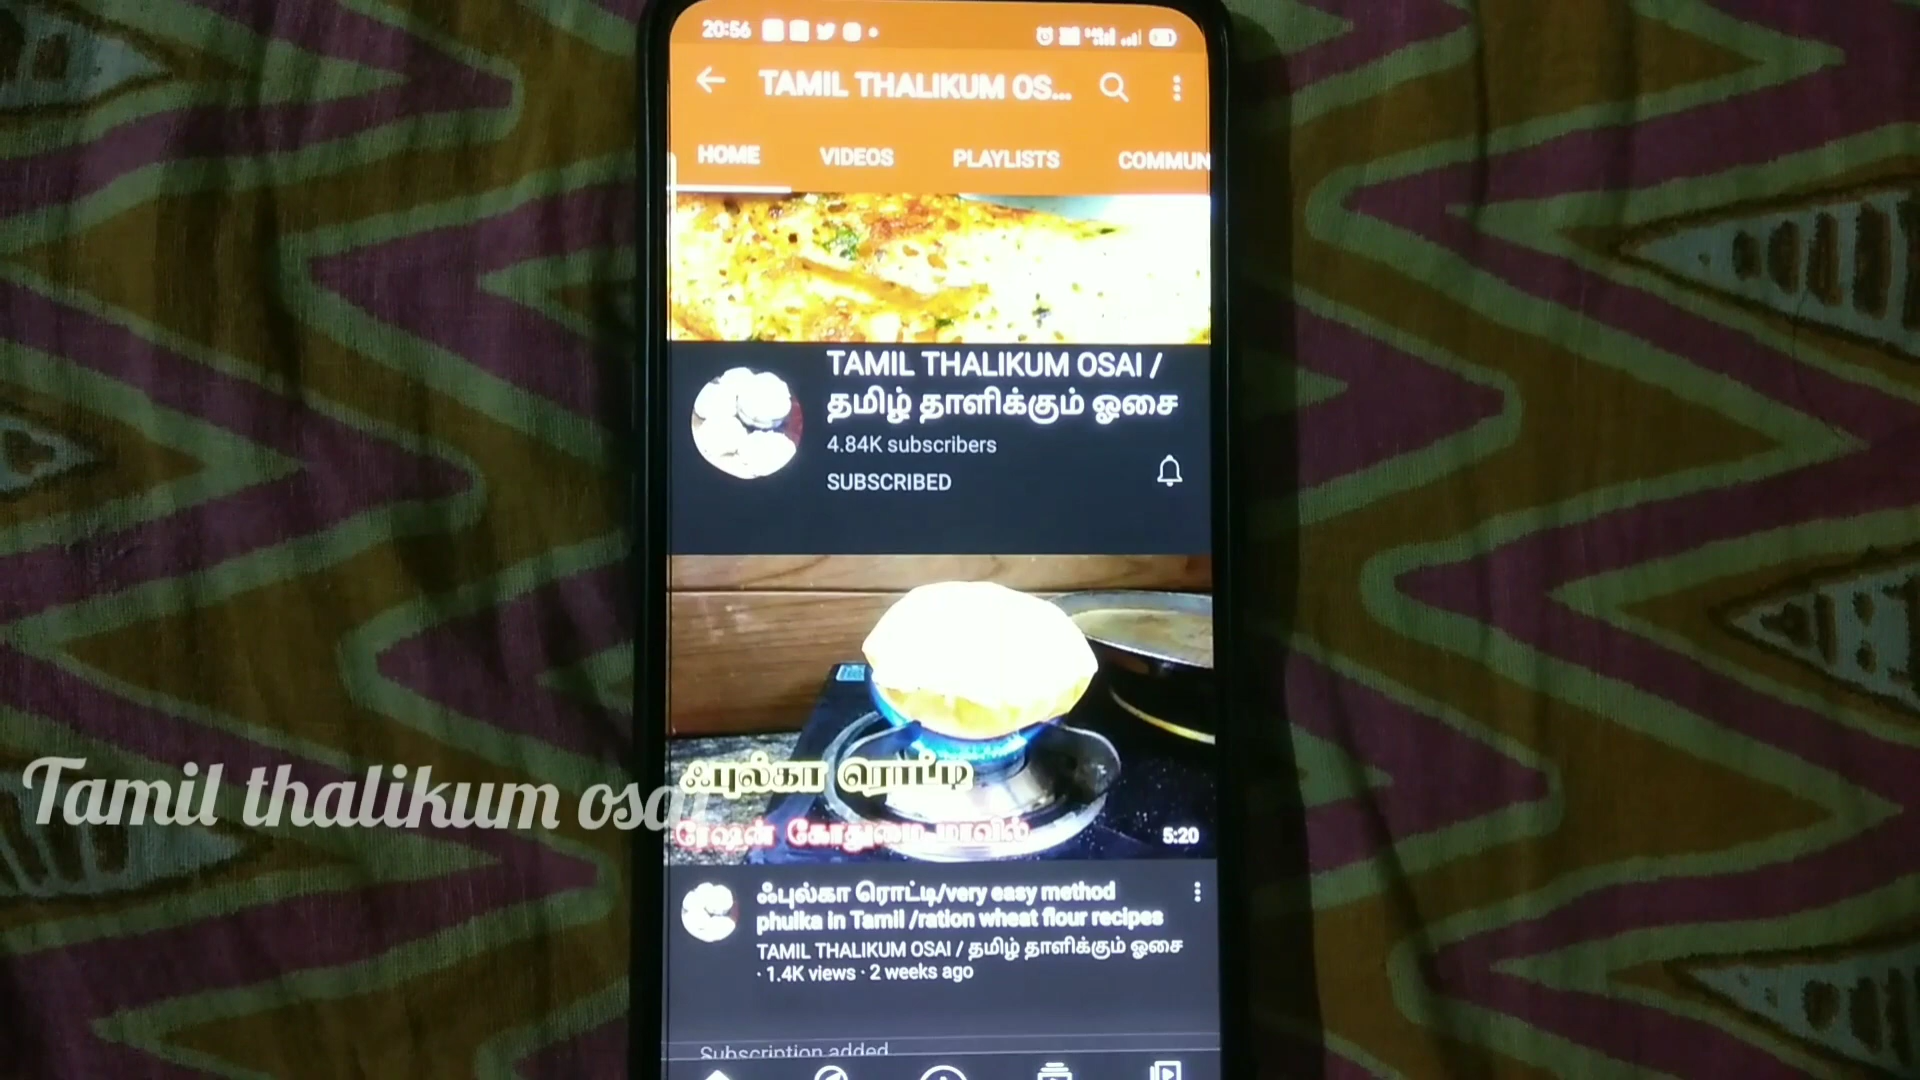 20:56
TAMIL THALIKUM OS...
HOME VIDEOS PLAYLISTS COMMUN
TAMIL THALIKUM OSAI /
தமிழ் தாளிக்கும் ஓசை
4.84K subscribers
SUBSCRIBED
ஃபுல்கா ரொட்டி
Tamil thalikum osai
ரேஷன் கோதுமை மாவில்
5:20
ஃபுல்கா ரொட்டி/very easy method
phulka in Tamil /ration wheat flour recipes
TAMIL THALIKUM OSAI / தமிழ் தாளிக்கும் ஓசை
· 1.4K views · 2 weeks ago
Subscription added